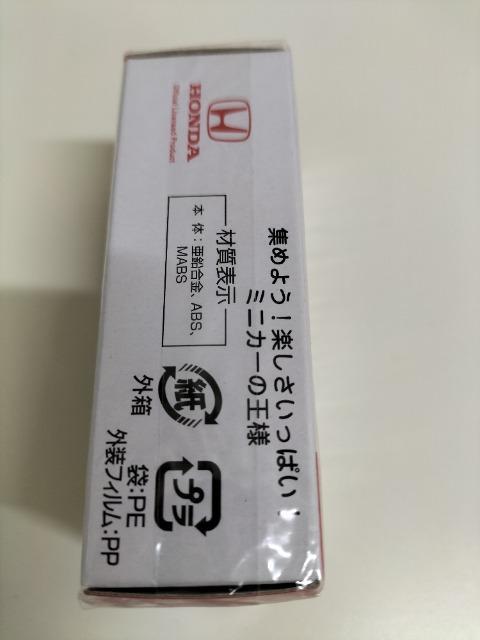 HONDA
Official Licensed Product
集めよう！楽しさいっぱい！
ミニカーの王様
材質表示
本 体：亜鉛合金、ABS、
MABS
紙
外箱
プラ
袋：PE
外装フィルム：PP